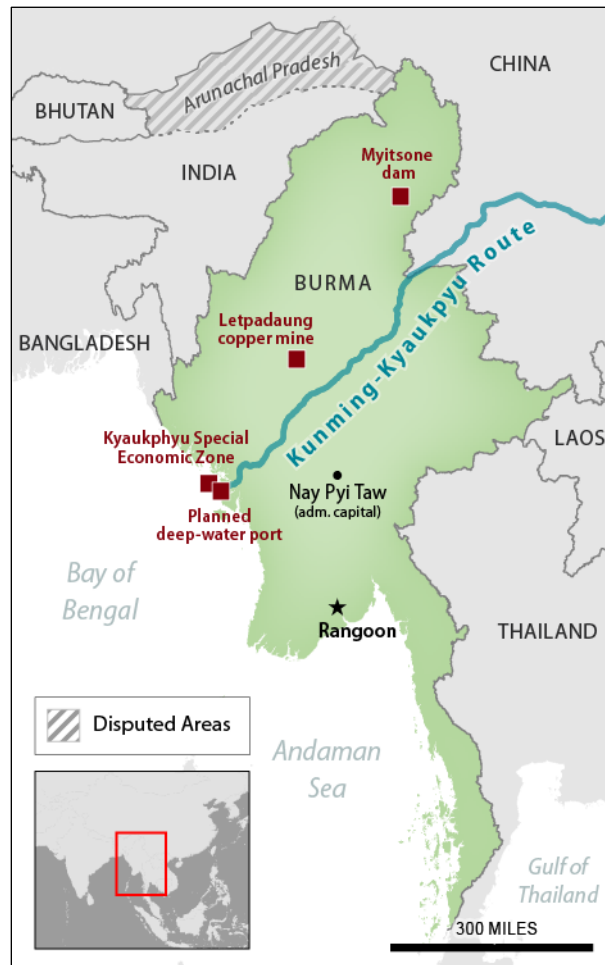 CHINA
Arunachal Pradesh
BHUTAN
INDIA
Myitsone
dam
Kunming-Kyaukpyu Route
BURMA
Letpadaung
copper mine
BANGLADESH
LAOS
Kyaukphyu Special
Economic Zone
Nay Pyi Taw
(adm. capital)
Planned
deep-water port
Bay of
Bengal
Rangoon
THAILAND
Disputed Areas
Andaman
Sea
Gulf of
Thailand
300 MILES